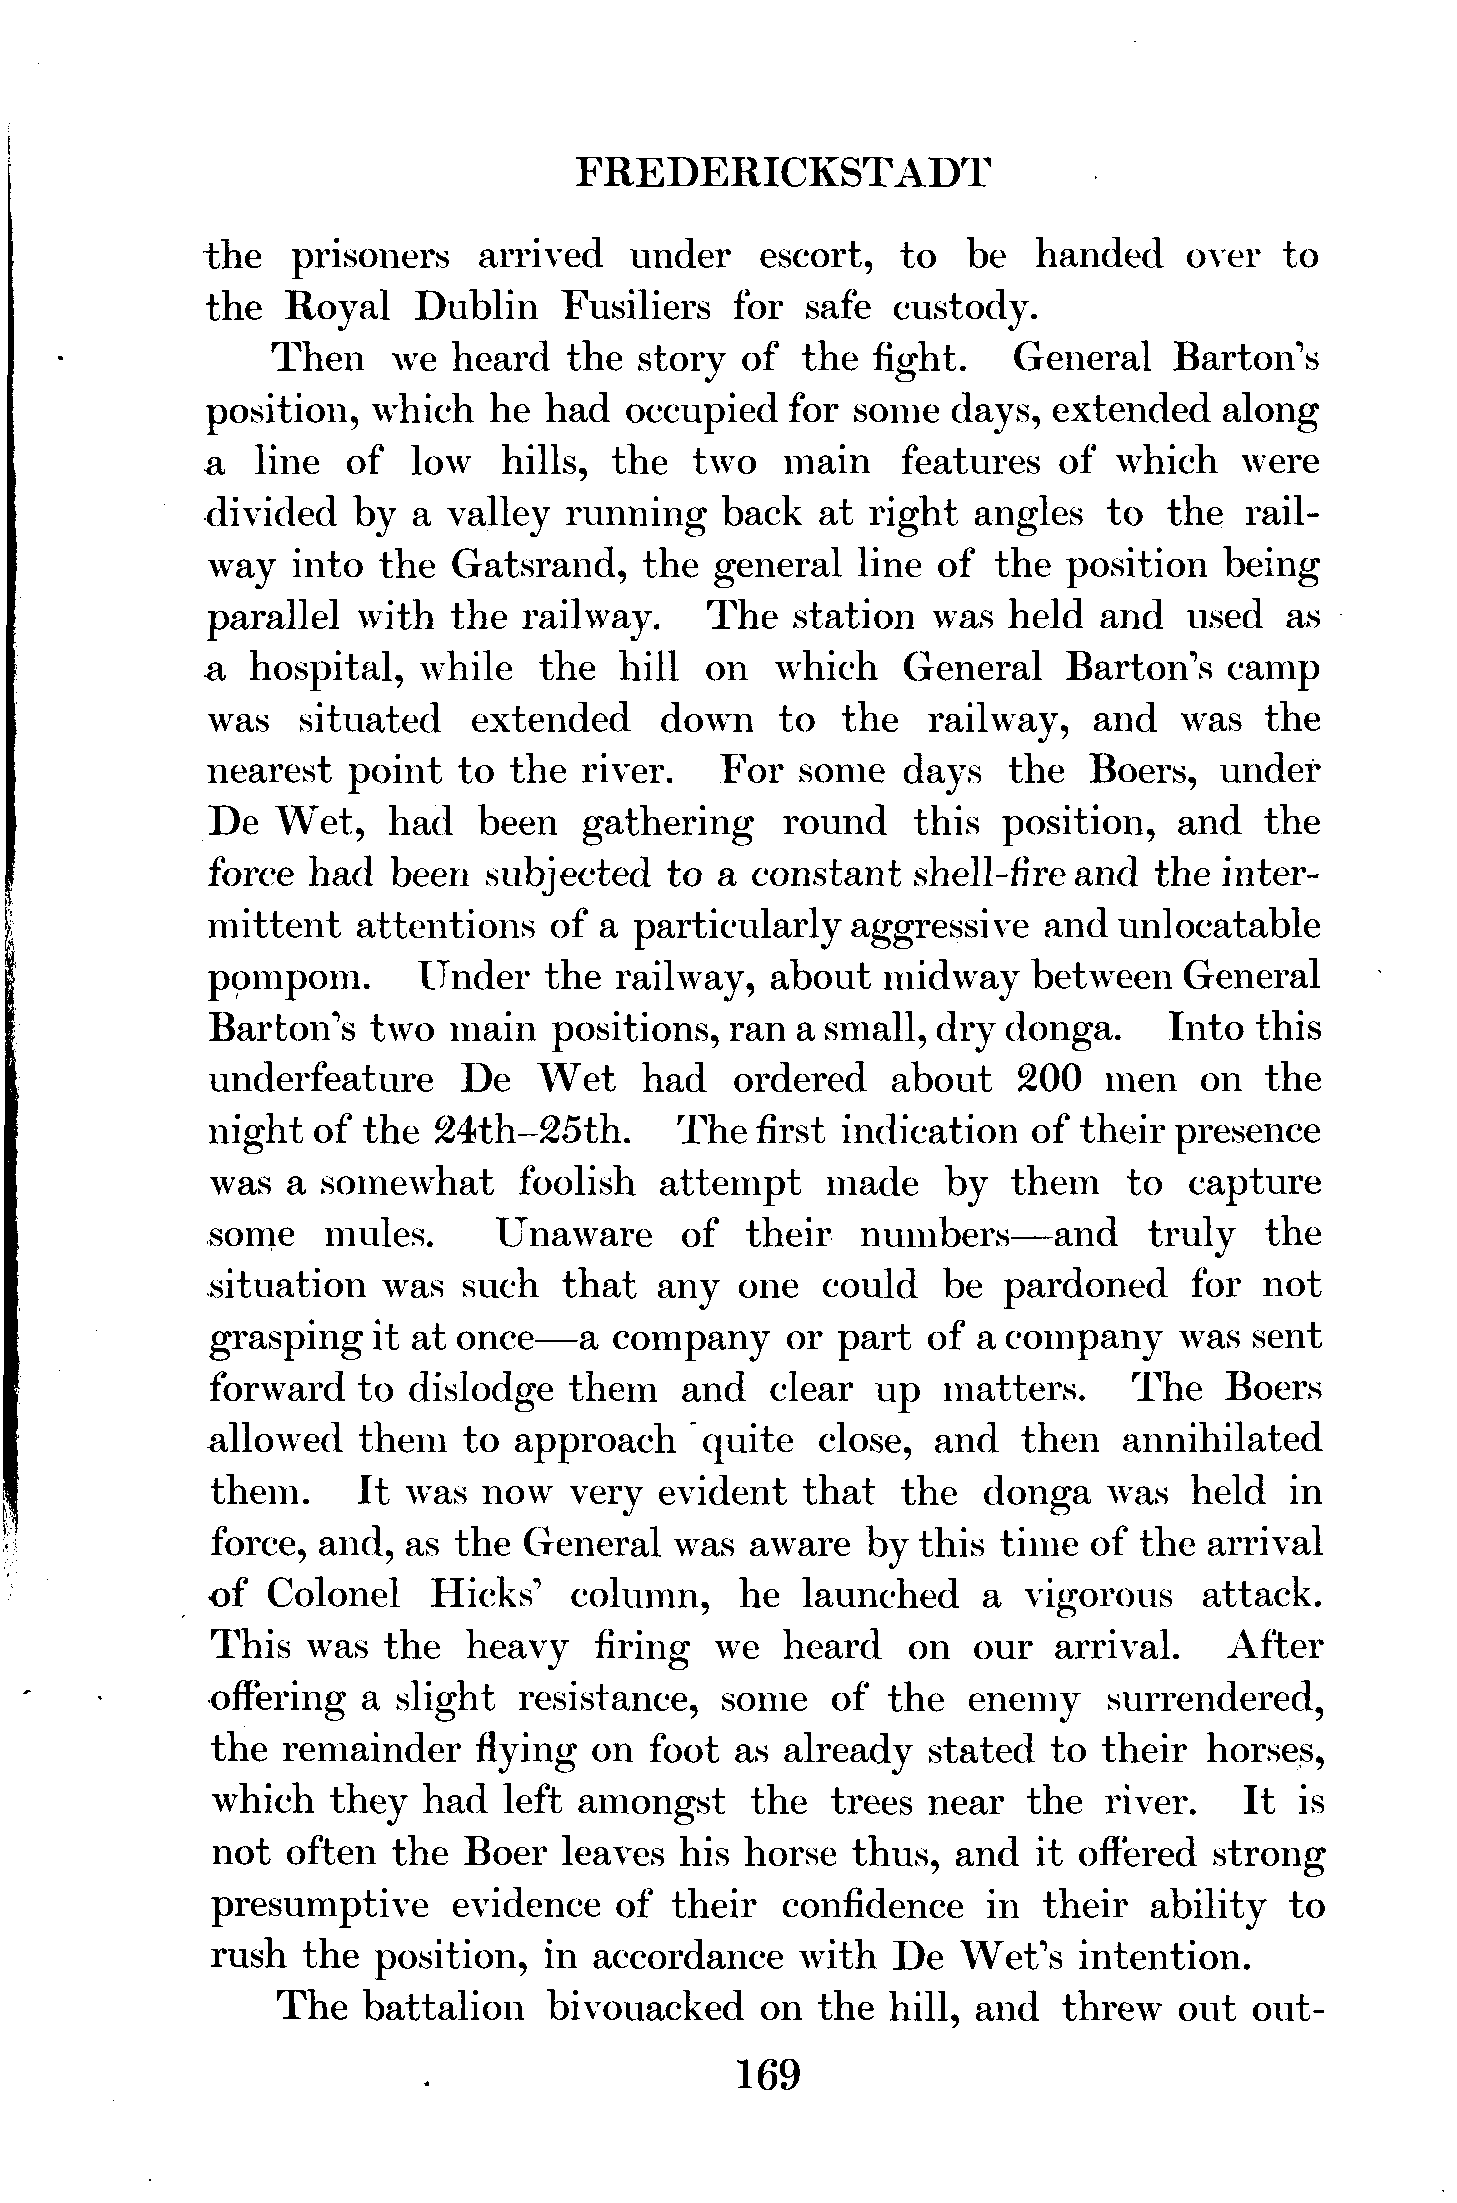 FREDERICKSTADT
the prisoners arrived under escort, to be handed over to
the Royal Dublin Fusiliers for safe custody.
Then we heard the story of the fight. General Barton's
position, which he had occupied for some days, extended along
a line of low hills, the two main features of which were
divided by a valley running back at right angles to the rail-
way into the Gatsrand, the general line of the position being
parallel with the railway. The station was held and used as
a hospital, while the hill on which General Barton's camp
was situated extended down to the railway, and was the
nearest point to the river. For some days the Boers, under
De Wet, had been gathering round this position, and the
force had been subjected to a constant shell-fire and the inter-
mittent attentions of a particularly aggressive and unlocatable
pompom. Under the railway, about midway between General
Barton's two main positions, ran a small, dry donga. Into this
underfeature De Wet had ordered about 200 men on the
night of the 24th–25th. The first indication of their presence
was a somewhat foolish attempt made by them to capture
some mules. Unaware of their numbers—and truly the
situation was such that any one could be pardoned for not
grasping it at once—a company or part of a company was sent
forward to dislodge them and clear up matters. The Boers
allowed them to approach quite close, and then annihilated
them. It was now very evident that the donga was held in
force, and, as the General was aware by this time of the arrival
of Colonel Hicks' column, he launched a vigorous attack.
This was the heavy firing we heard on our arrival. After
offering a slight resistance, some of the enemy surrendered,
the remainder flying on foot as already stated to their horses,
which they had left amongst the trees near the river. It is
not often the Boer leaves his horse thus, and it offered strong
presumptive evidence of their confidence in their ability to
rush the position, in accordance with De Wet's intention.
The battalion bivouacked on the hill, and threw out out-
169